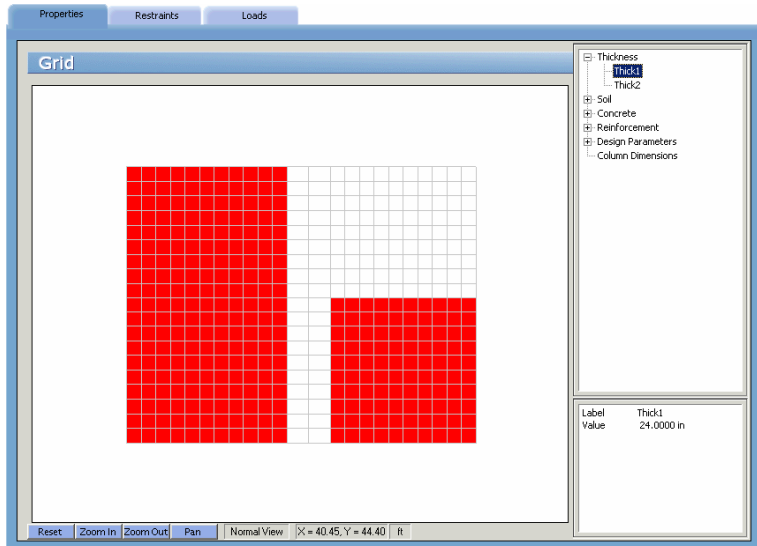 Properties Restraints Loads
Grid
Thickness
Thick1
Thick2
Soil
Concrete
Reinforcement
Design Parameters
Column Dimensions
Label Thick1
Value 24.0000 in
Reset Zoom In Zoom Out Pan Normal View X = 40.45, Y = 44.40 ft